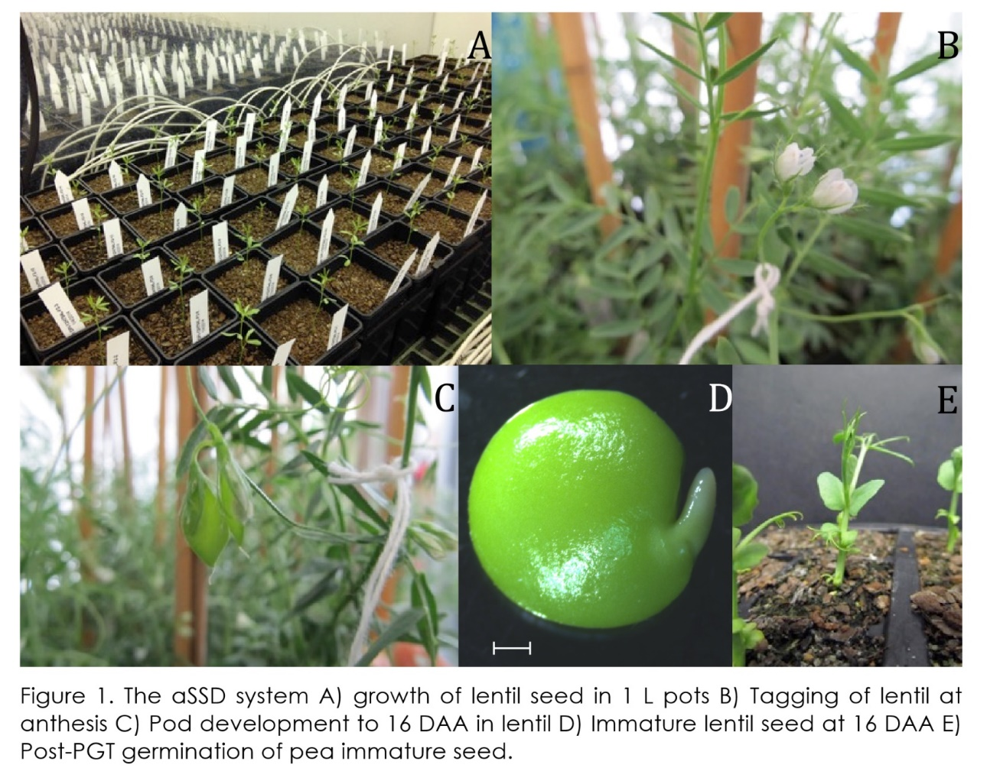 A
B
C
D
E
Figure 1. The aSSD system A) growth of lentil seed in 1 L pots B) Tagging of lentil at
anthesis C) Pod development to 16 DAA in lentil D) Immature lentil seed at 16 DAA E)
Post-PGT germination of pea immature seed.